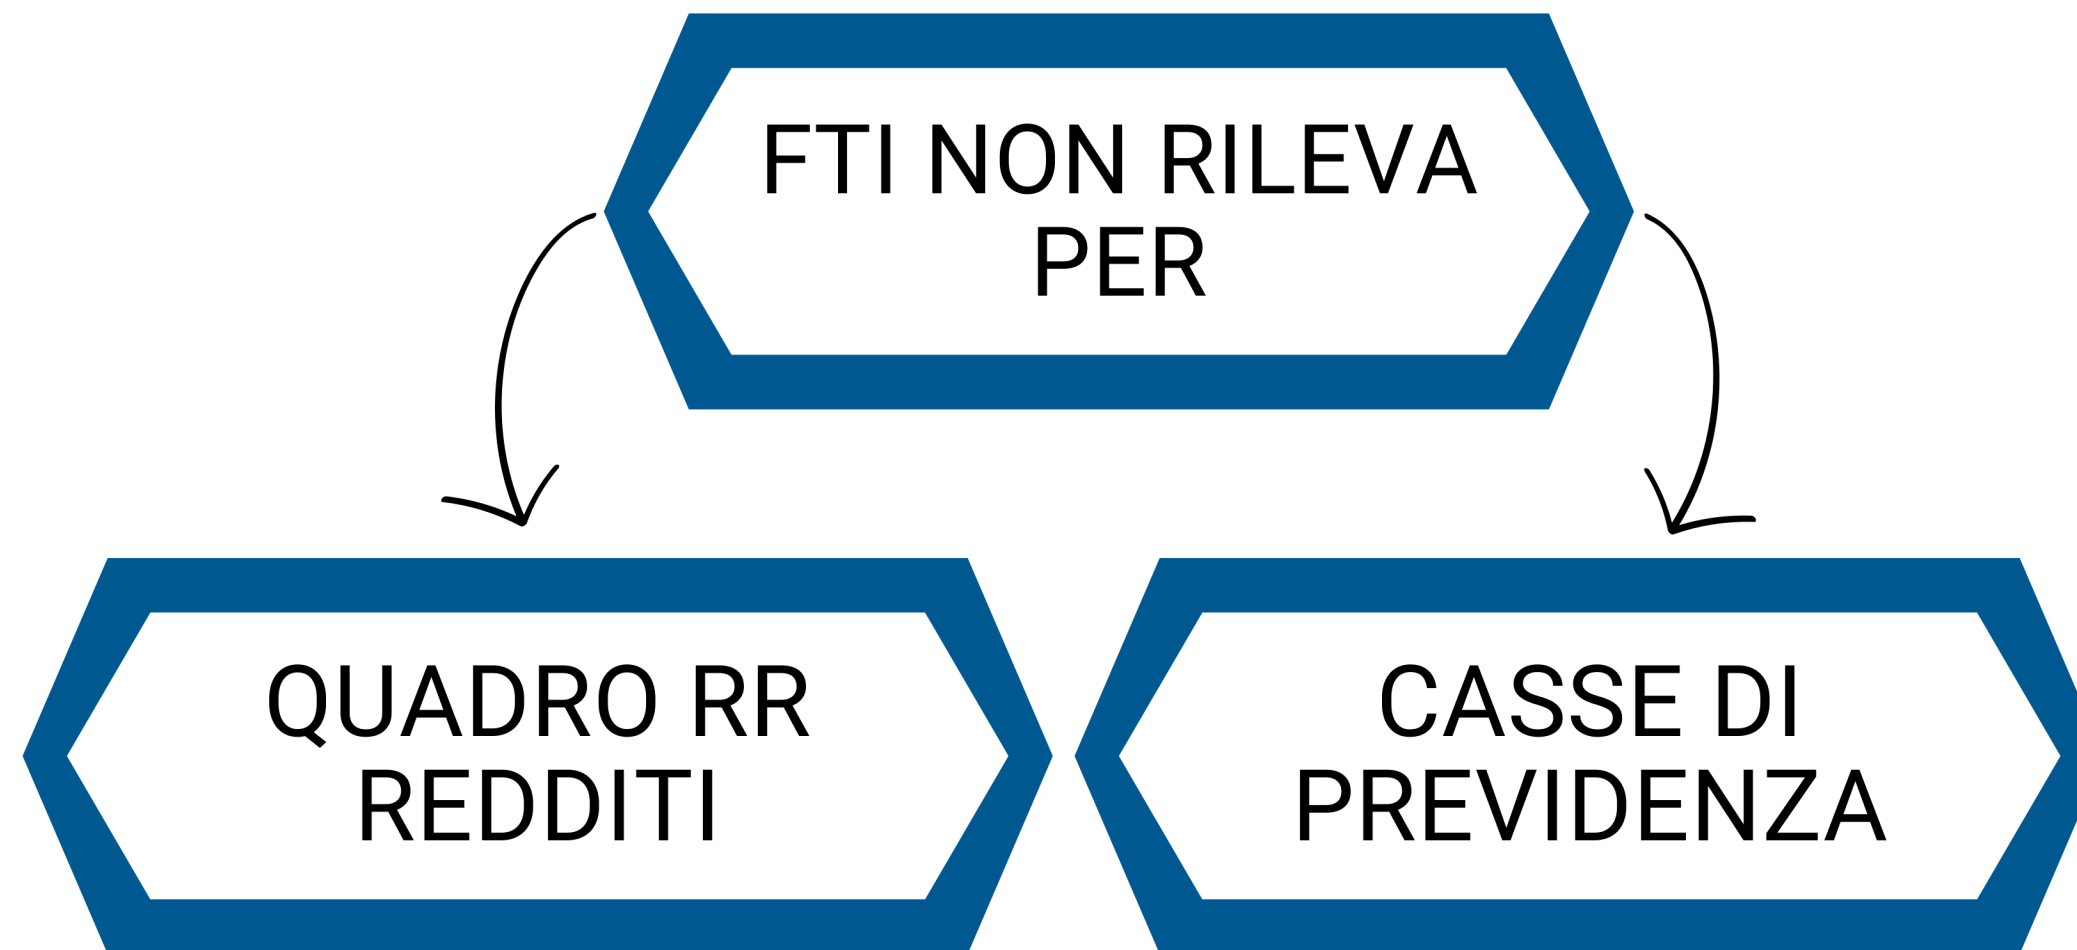 FTI NON RILEVA
PER
QUADRO RR
REDDITI
CASSE DI
PREVIDENZA